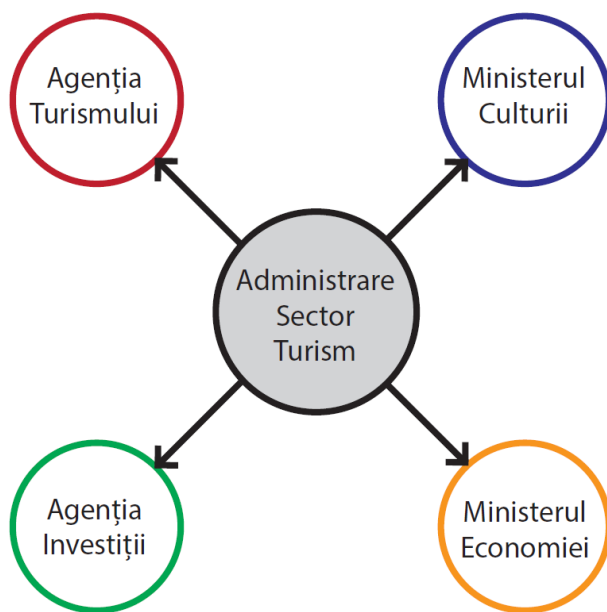 Agenția
Turismului
Ministerul
Culturii
Administrare
Sector
Turism
Agenția
Investiții
Ministerul
Economiei